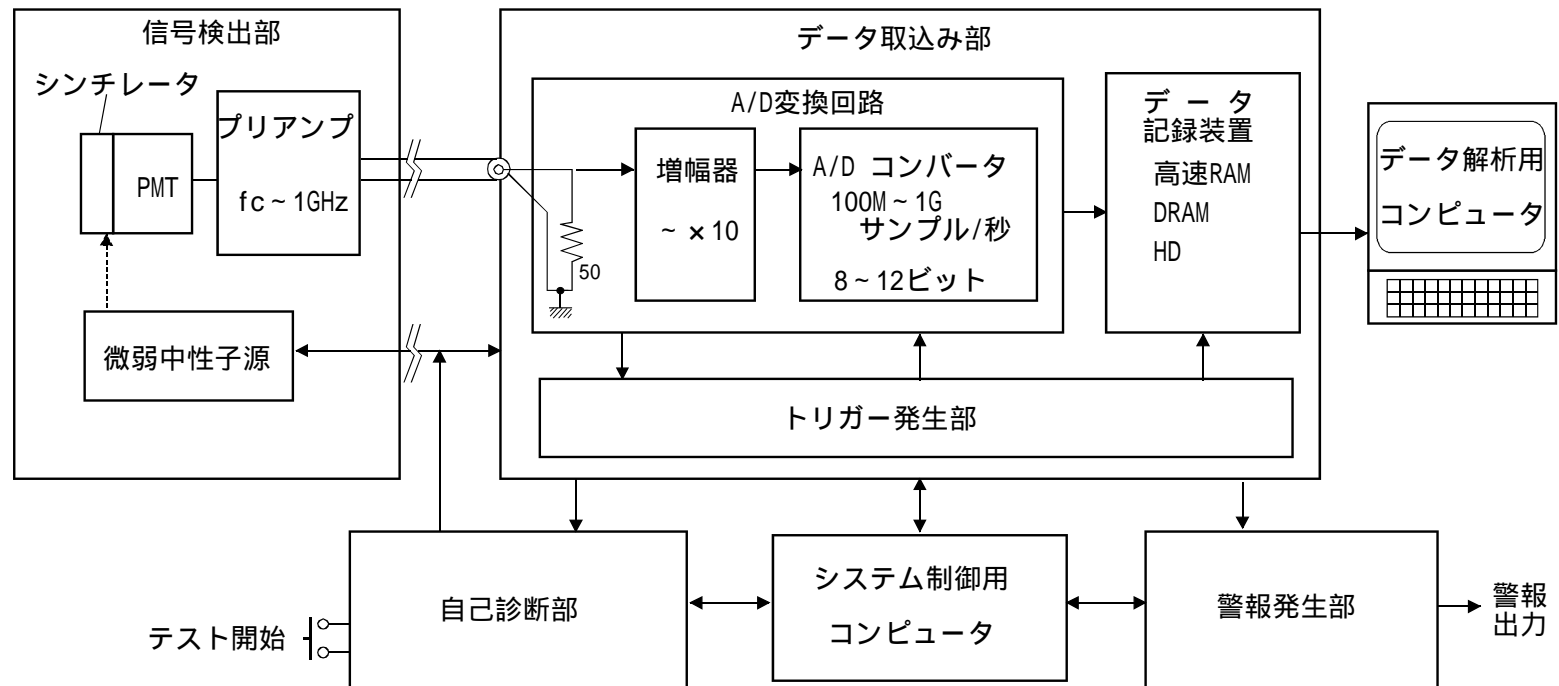 信号検出部
シンチレータ
PMT
プリアンプ
fc ~ 1GHz
微弱中性子源
データ取込み部
A/D変換回路
50
増幅器
~ ×10
A/D コンバータ
100M ~ 1G
サンプル/秒
8 ~ 12ビット
データ
記録装置
高速RAM
DRAM
HD
トリガー発生部
データ解析用
コンピュータ
テスト開始
自己診断部
システム制御用
コンピュータ
警報発生部
警報
出力